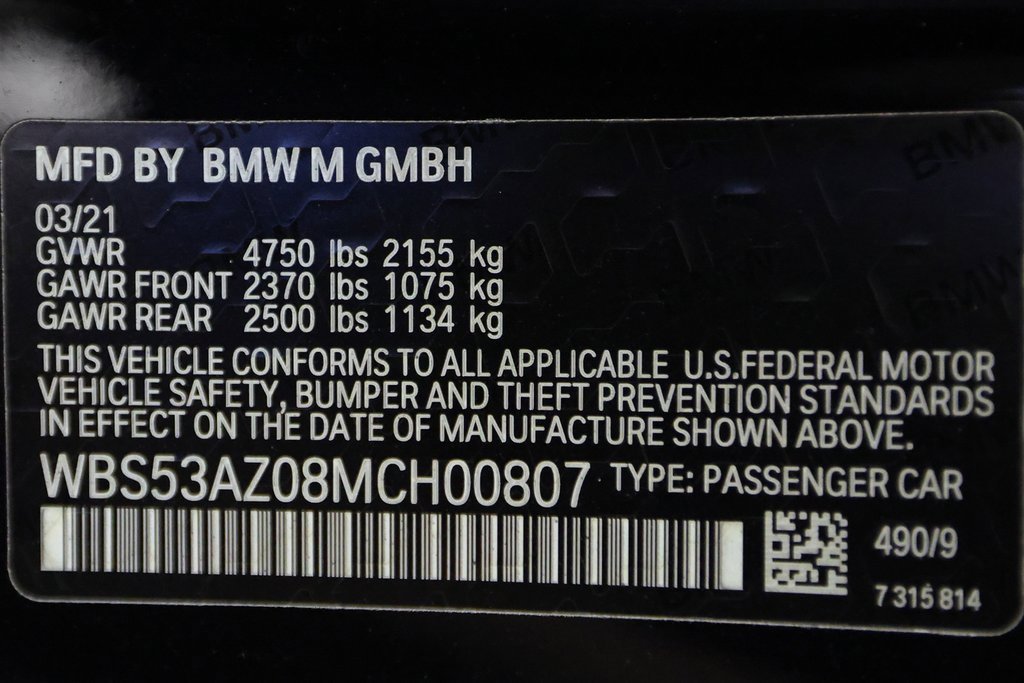 MFD BY BMW M GMBH
03/21
GVWR 4750 lbs 2155 kg
GAWR FRONT 2370 lbs 1075 kg
GAWR REAR 2500 lbs 1134 kg
THIS VEHICLE CONFORMS TO ALL APPLICABLE U.S.FEDERAL MOTOR
VEHICLE SAFETY, BUMPER AND THEFT PREVENTION STANDARDS
IN EFFECT ON THE DATE OF MANUFACTURE SHOWN ABOVE.
WBS53AZ08MCH00807 TYPE: PASSENGER CAR
490/9
7 315 814